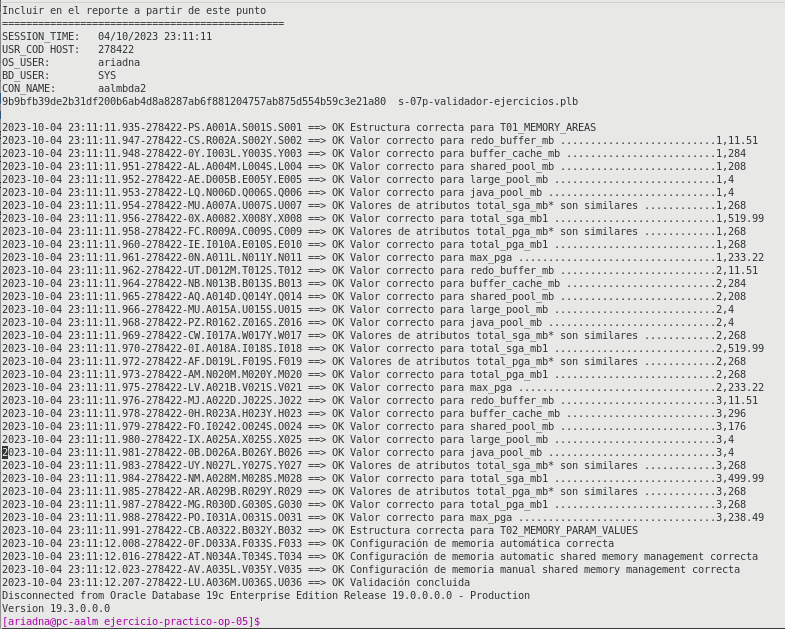 Incluir en el reporte a partir de este punto
===============================================
SESSION_TIME:   04/10/2023 23:11:11
USR_COD HOST:   278422
OS_USER:        ariadna
BD_USER:        SYS
CON_NAME:       aalmbda2
9b9bfb39de2b31df200b6ab4d8a8287ab6f881204757ab875d554b59c3e21a80  s-07p-validador-ejercicios.plb
2023-10-04 23:11:11.935-278422-PS.A001A.S001S.S001 ==> OK Estructura correcta para T01_MEMORY_AREAS
2023-10-04 23:11:11.947-278422-CS.R002A.S002Y.S002 ==> OK Valor correcto para redo_buffer_mb ..........................1,11.51
2023-10-04 23:11:11.948-278422-0Y.I003L.Y003S.Y003 ==> OK Valor correcto para buffer_cache_mb .........................1,284
2023-10-04 23:11:11.951-278422-AL.A004M.L004S.L004 ==> OK Valor correcto para shared_pool_mb ..........................1,208
2023-10-04 23:11:11.952-278422-AE.D005B.E005Y.E005 ==> OK Valor correcto para large_pool_mb ............................1,4
2023-10-04 23:11:11.953-278422-LQ.N006D.Q006S.Q006 ==> OK Valor correcto para java_pool_mb .............................1,4
2023-10-04 23:11:11.954-278422-MU.A007A.U007S.U007 ==> OK Valores de atributos total_sga_mb* son similares ............1,268
2023-10-04 23:11:11.956-278422-0X.A0082.X008Y.X008 ==> OK Valor correcto para total_sga_mb1 ............................1,519.99
2023-10-04 23:11:11.958-278422-FC.R009A.C009S.C009 ==> OK Valores de atributos total_pga_mb* son similares ............1,268
2023-10-04 23:11:11.960-278422-IE.I010A.E010S.E010 ==> OK Valor correcto para total_pga_mb1 ............................1,268
2023-10-04 23:11:11.961-278422-0N.A011L.N011Y.N011 ==> OK Valor correcto para max_pga .................................1,233.22
2023-10-04 23:11:11.962-278422-UT.D012M.T012S.T012 ==> OK Valor correcto para redo_buffer_mb ..........................2,11.51
2023-10-04 23:11:11.964-278422-NB.N013B.B013S.B013 ==> OK Valor correcto para buffer_cache_mb .........................2,284
2023-10-04 23:11:11.965-278422-AQ.A014D.Q014Y.Q014 ==> OK Valor correcto para shared_pool_mb ..........................2,208
2023-10-04 23:11:11.966-278422-MU.A015A.U015S.U015 ==> OK Valor correcto para large_pool_mb ............................2,4
2023-10-04 23:11:11.968-278422-PZ.R0162.Z016S.Z016 ==> OK Valor correcto para java_pool_mb .............................2,4
2023-10-04 23:11:11.969-278422-CW.I017A.W017Y.W017 ==> OK Valores de atributos total_sga_mb* son similares ............2,268
2023-10-04 23:11:11.970-278422-0I.A018A.I018S.I018 ==> OK Valor correcto para total_sga_mb1 ............................2,519.99
2023-10-04 23:11:11.972-278422-AF.D019L.F019S.F019 ==> OK Valores de atributos total_pga_mb* son similares ............2,268
2023-10-04 23:11:11.973-278422-AM.N020M.M020Y.M020 ==> OK Valor correcto para total_pga_mb1 ............................2,268
2023-10-04 23:11:11.975-278422-LV.A021B.V021S.V021 ==> OK Valor correcto para max_pga .................................2,233.22
2023-10-04 23:11:11.976-278422-MJ.A022D.J022S.J022 ==> OK Valor correcto para redo_buffer_mb ..........................3,11.51
2023-10-04 23:11:11.978-278422-0H.R023A.H023Y.H023 ==> OK Valor correcto para buffer_cache_mb .........................3,296
2023-10-04 23:11:11.979-278422-FO.I0242.O024S.O024 ==> OK Valor correcto para shared_pool_mb ..........................3,176
2023-10-04 23:11:11.980-278422-IX.A025A.X025S.X025 ==> OK Valor correcto para large_pool_mb ............................3,4
2023-10-04 23:11:11.981-278422-0B.D026A.B026Y.B026 ==> OK Valor correcto para java_pool_mb .............................3,4
2023-10-04 23:11:11.983-278422-UY.N027L.Y027S.Y027 ==> OK Valores de atributos total_sga_mb* son similares ............3,268
2023-10-04 23:11:11.984-278422-NM.A028M.M028S.M028 ==> OK Valor correcto para total_sga_mb1 ............................3,499.99
2023-10-04 23:11:11.985-278422-AR.A029B.R029Y.R029 ==> OK Valores de atributos total_pga_mb* son similares ............3,268
2023-10-04 23:11:11.987-278422-MG.R030D.G030S.G030 ==> OK Valor correcto para total_pga_mb1 ............................3,268
2023-10-04 23:11:11.988-278422-PO.I031A.O031S.O031 ==> OK Valor correcto para max_pga .................................3,238.49
2023-10-04 23:11:11.991-278422-CB.A0322.B032Y.B032 ==> OK Estructura correcta para T02_MEMORY_PARAM_VALUES
2023-10-04 23:11:12.008-278422-0F.D033A.F033S.F033 ==> OK Configuración de memoria automática correcta
2023-10-04 23:11:12.016-278422-AT.N034A.T034S.T034 ==> OK Configuración de memoria automatic shared memory management correcta
2023-10-04 23:11:12.023-278422-AV.A035L.V035Y.V035 ==> OK Configuración de memoria manual shared memory management correcta
2023-10-04 23:11:12.207-278422-LU.A036M.U036S.U036 ==> OK Validación concluida
Disconnected from Oracle Database 19c Enterprise Edition Release 19.0.0.0.0 - Production
Version 19.3.0.0.0
[ariadna@pc-aalm ejercicio-practico-op-05]$